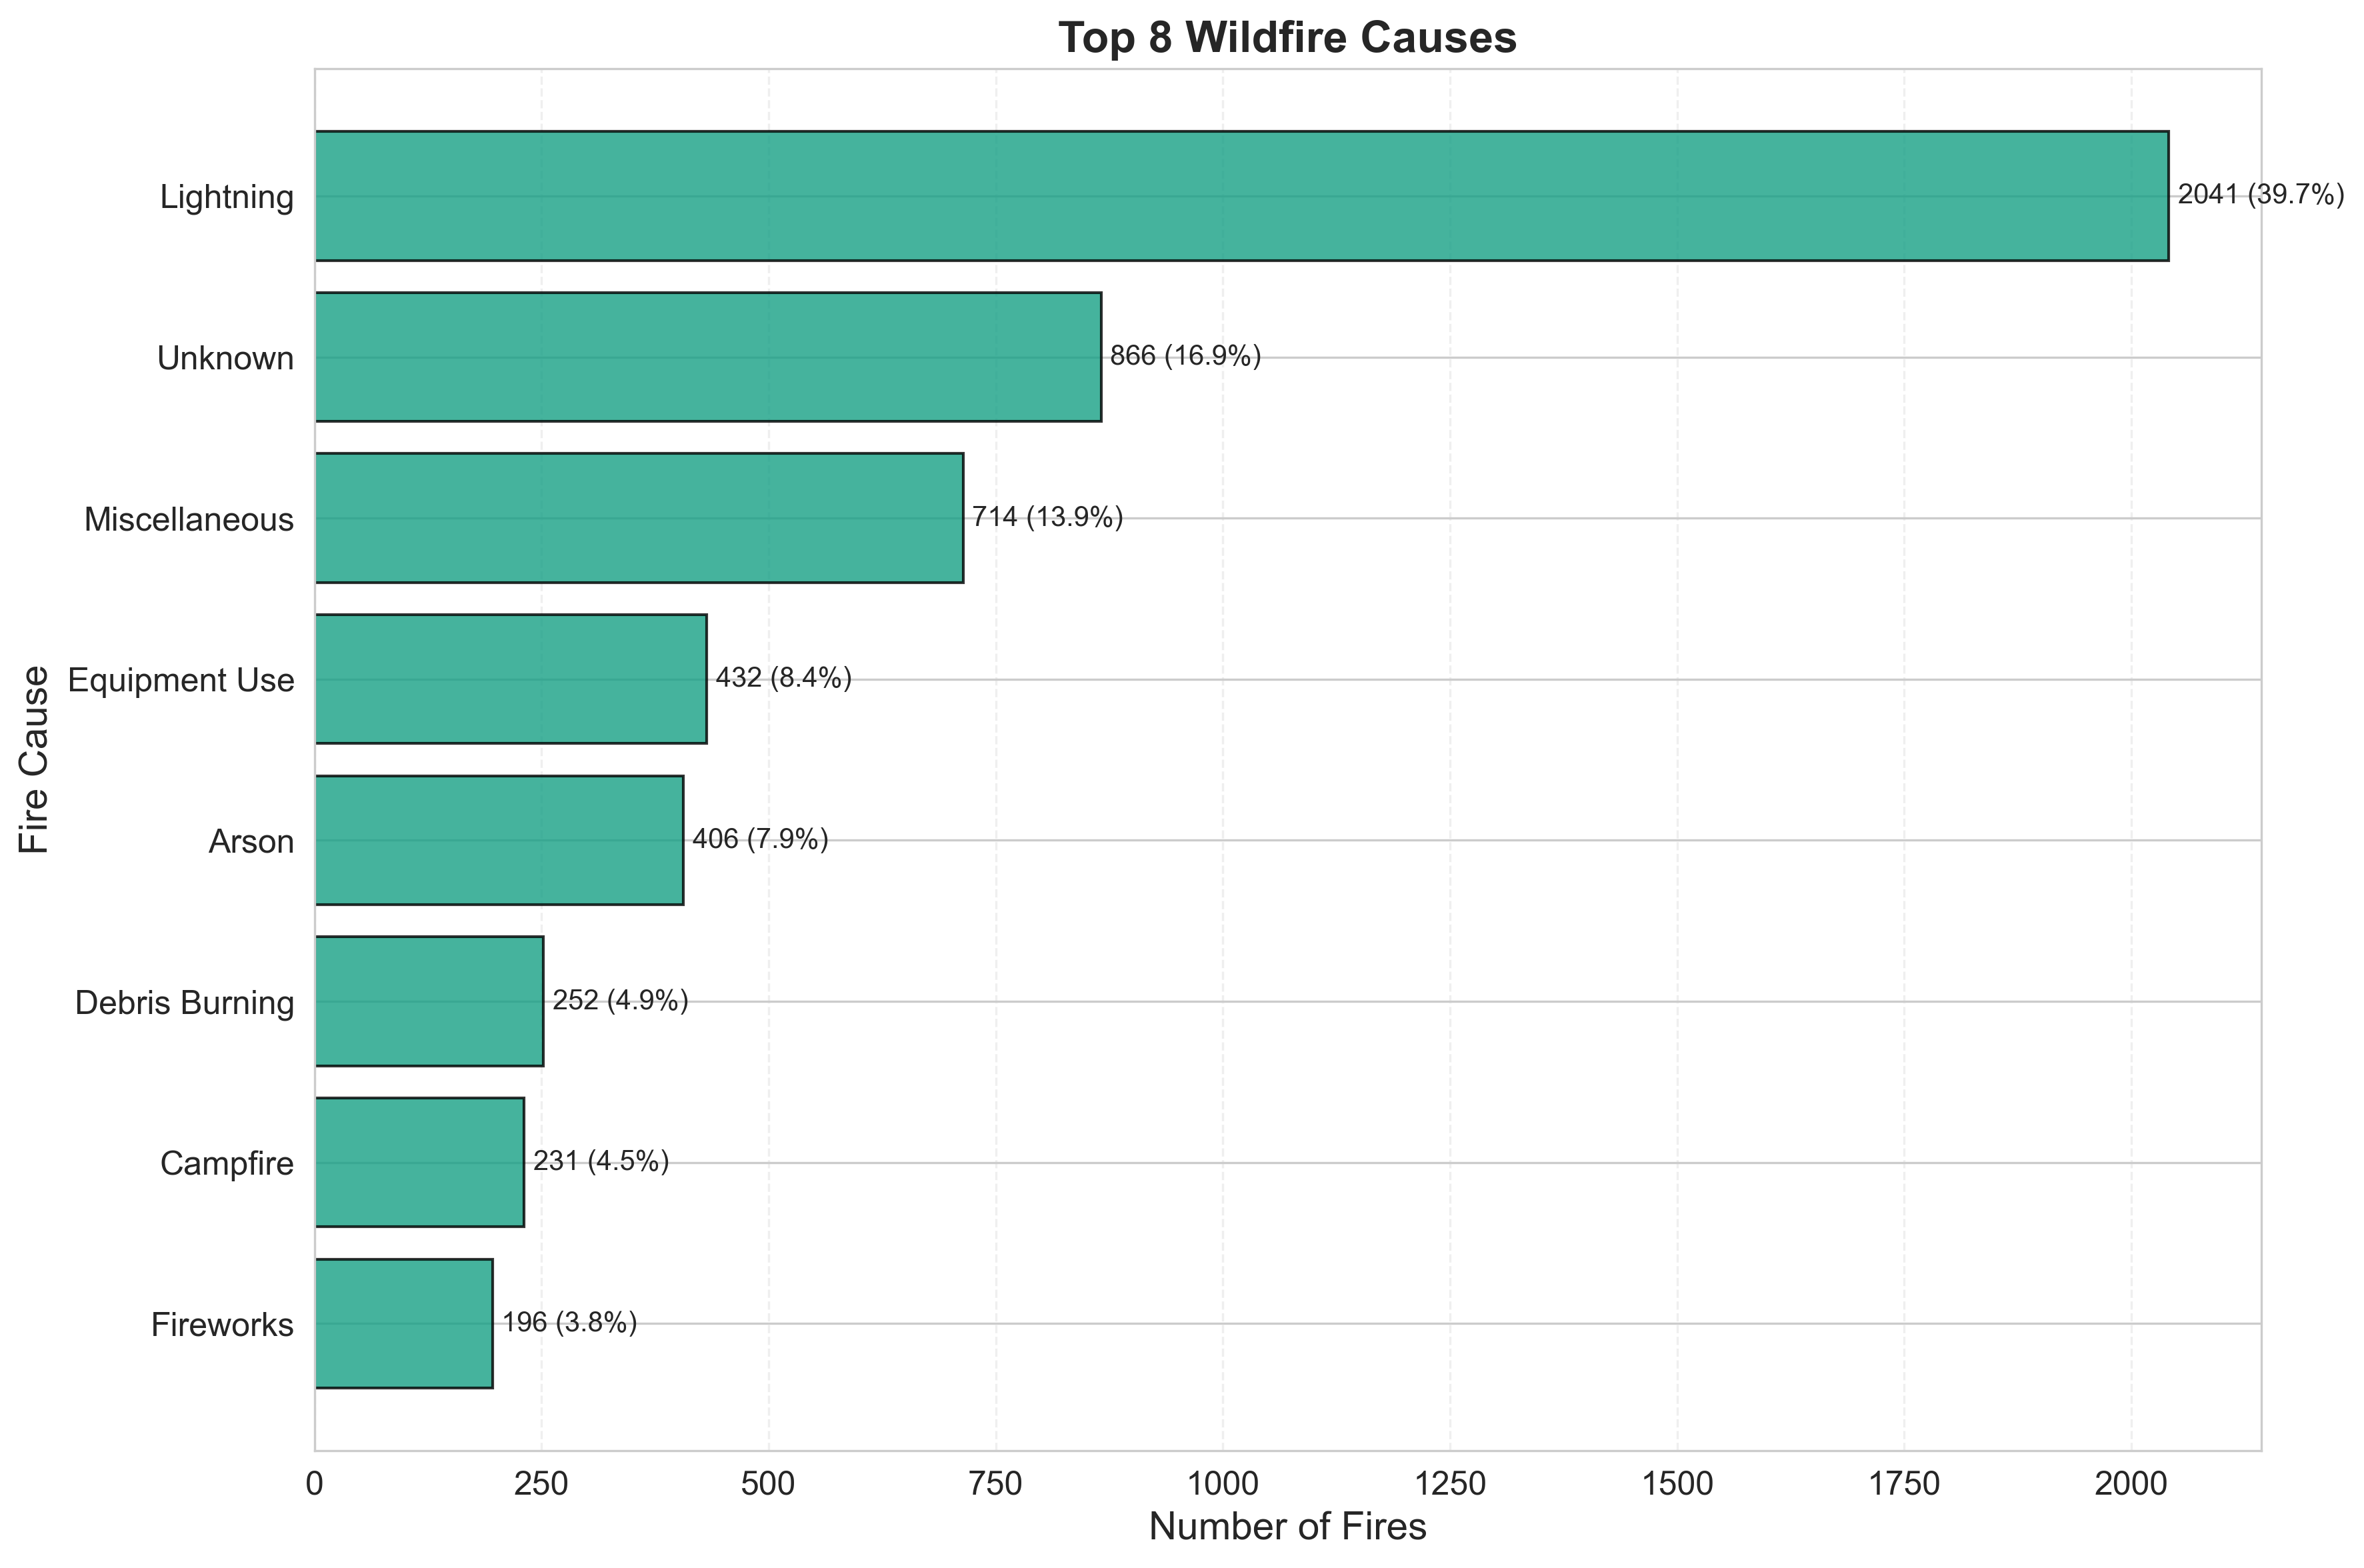 Top 8 Wildfire Causes
Fire Cause
Lightning
2041 (39.7%)
Unknown
866 (16.9%)
Miscellaneous
714 (13.9%)
Equipment Use
432 (8.4%)
Arson
406 (7.9%)
Debris Burning
252 (4.9%)
Campfire
231 (4.5%)
Fireworks
196 (3.8%)
0 250 500 750 1000 1250 1500 1750 2000
Number of Fires